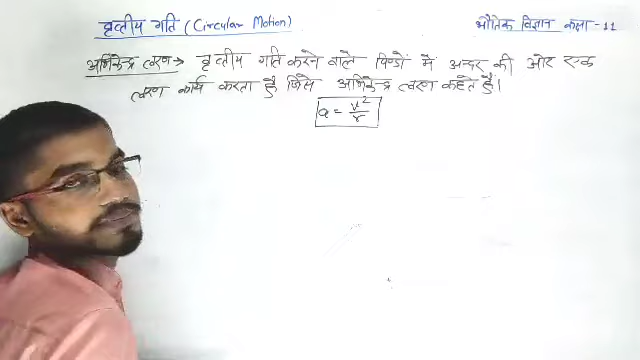 वृत्तीय गति (Circular Motion)
भौतिक विज्ञान कक्षा - 11
अभिकेन्द्र त्वरण → वृत्तीय गति करने वाले पिण्डों में अन्दर की ओर एक
त्वरण कार्य करता है जिसे अभिकेन्द्र त्वरण कहते हैं।
a = v²/r